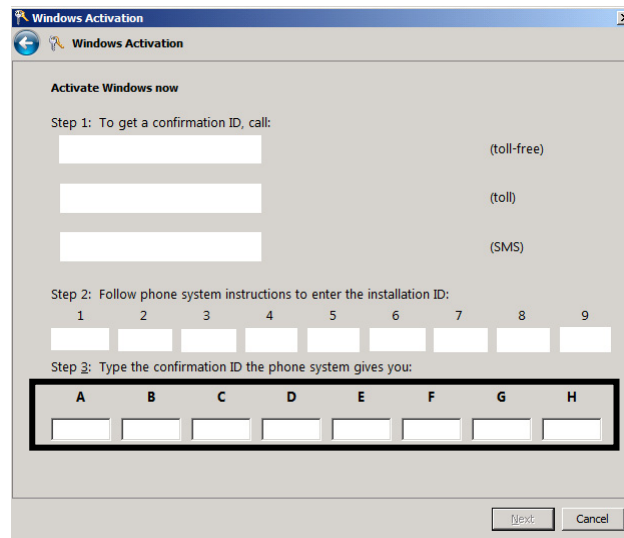 Windows Activation
Windows Activation
Activate Windows now
Step 1: To get a confirmation ID, call:
(toll-free)
(toll)
(SMS)
Step 2: Follow phone system instructions to enter the installation ID:
1 2 3 4 5 6 7 8 9
Step 3: Type the confirmation ID the phone system gives you:
A B C D E F G H
Next Cancel